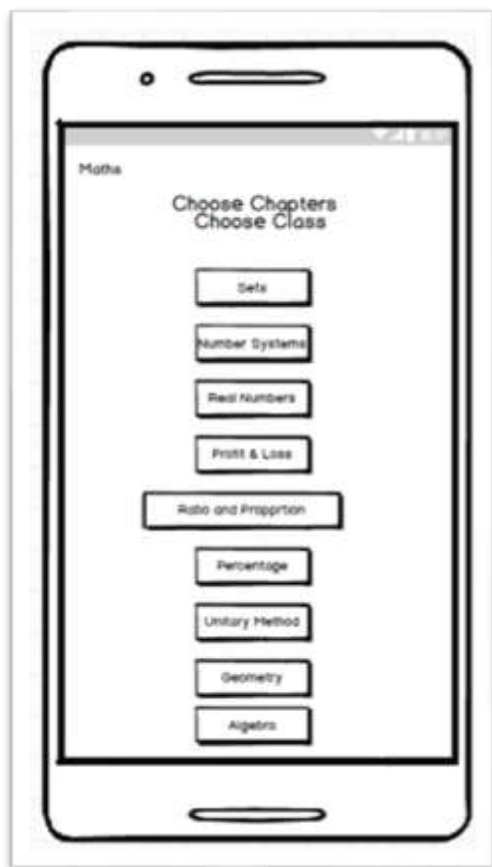 Maths
Choose Chapters
Choose Class
Sets
Number Systems
Real Numbers
Profit & Loss
Ratio and Propprtion
Percentage
Unitary Method
Geometry
Algebra